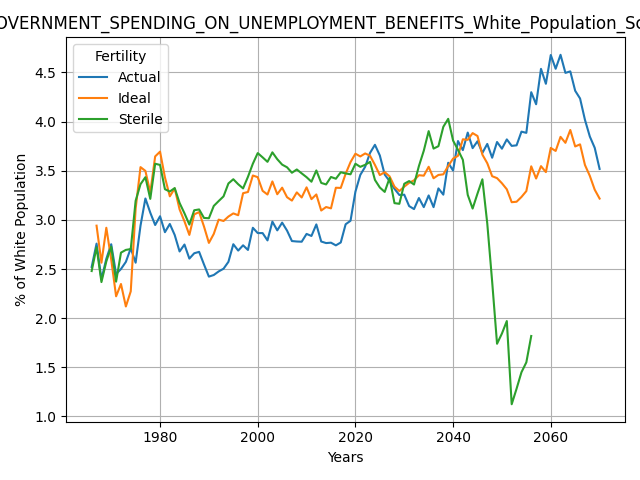 OVERNMENT_SPENDING_ON_UNEMPLOYMENT_BENEFITS_White_Population_Sc
Fertility
Actual
Ideal
Sterile
4.5
4.0
3.5
3.0
2.5
2.0
1.5
1.0
% of White Population
1980
2000
2020
2040
2060
Years